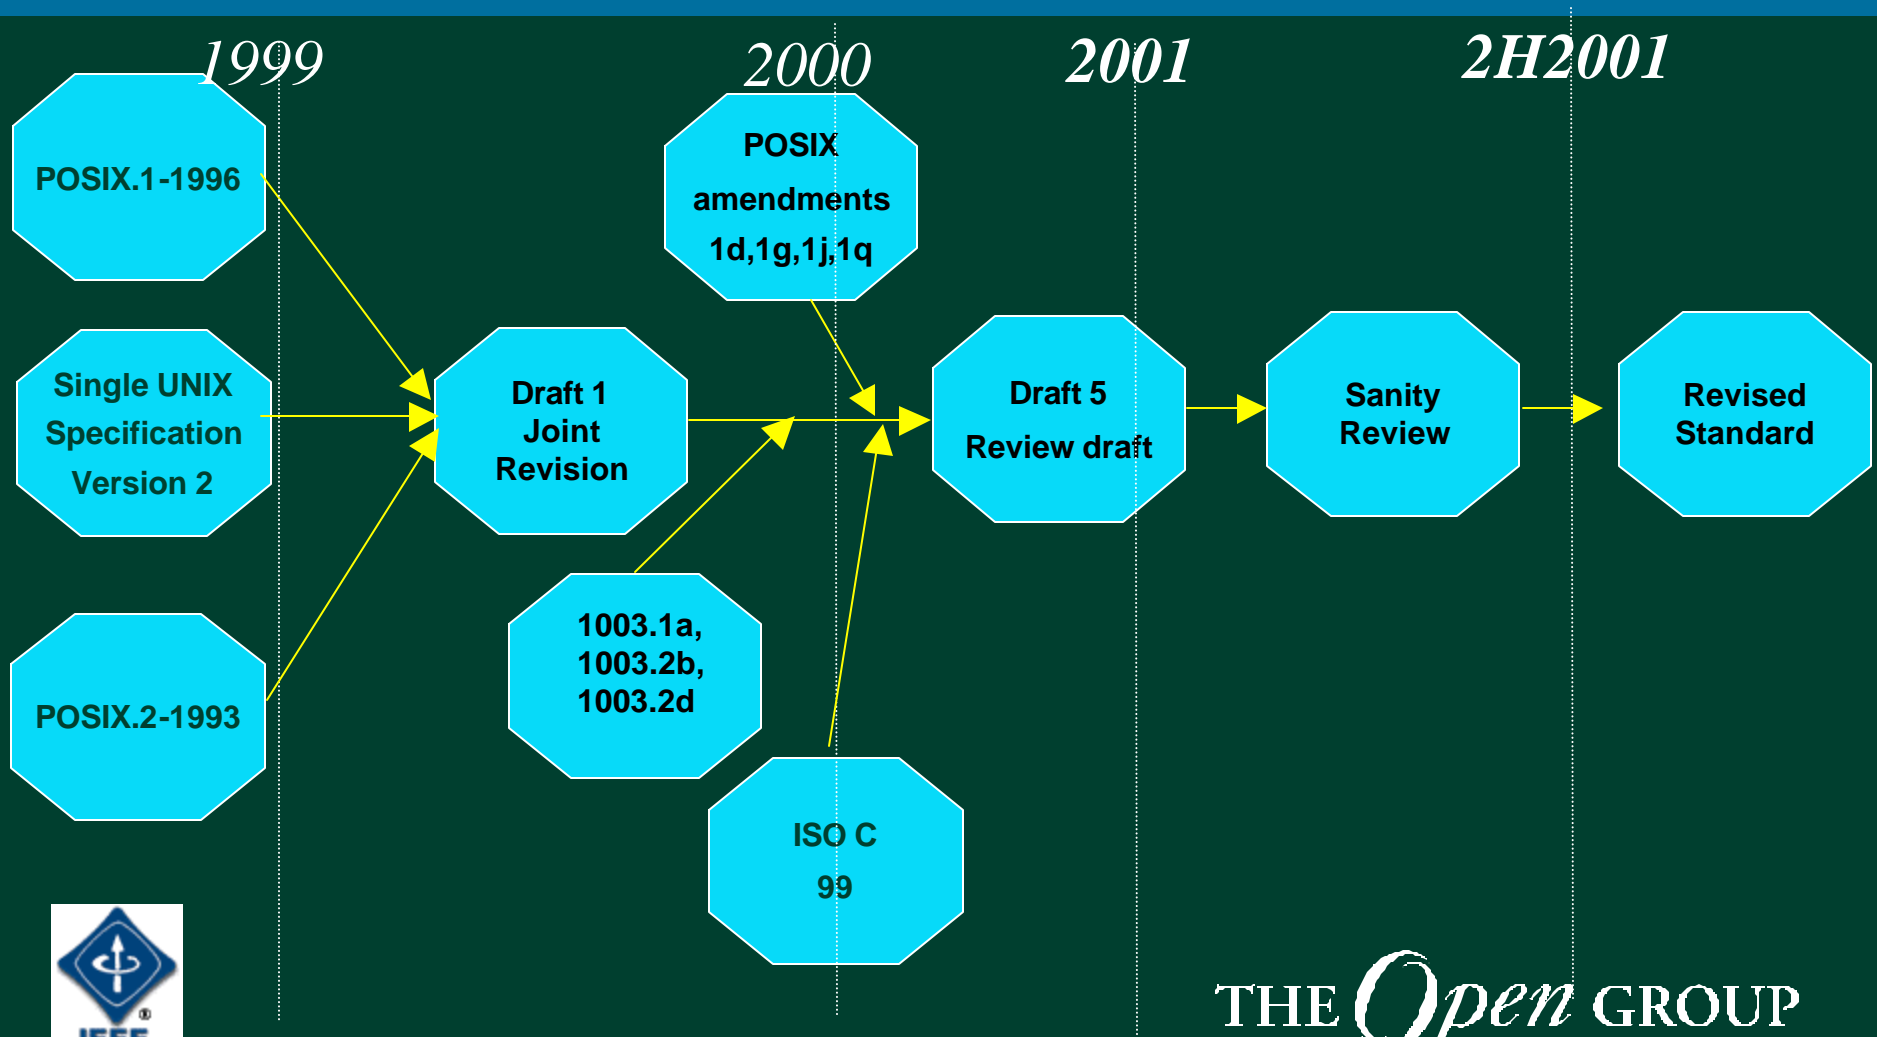 1999
2000
2001
2H2001
POSIX.1-1996
POSIX
amendments
1d,1g,1j,1q
Single UNIX
Specification
Version 2
Draft 1
Joint
Revision
Draft 5
Review draft
Sanity
Review
Revised
Standard
POSIX.2-1993
1003.1a,
1003.2b,
1003.2d
ISO C
99
IEEE
®
THE Open GROUP